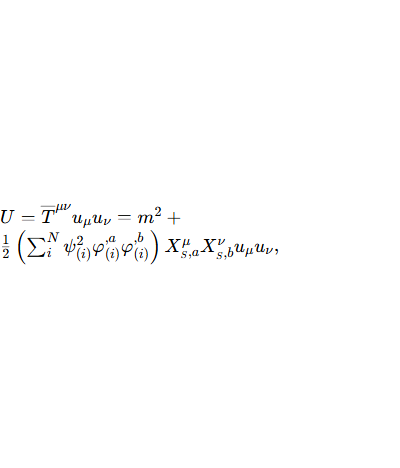 U = \overline{T}^{\mu\nu} u_\mu u_\nu = m^2 +
\frac{1}{2} \left( \sum_i^N \psi_{(i)}^2 \varphi_{(i)}^{,a} \varphi_{(i)}^{,b} \right) X_{s,a}^\mu X_{s,b}^\nu u_\mu u_\nu,